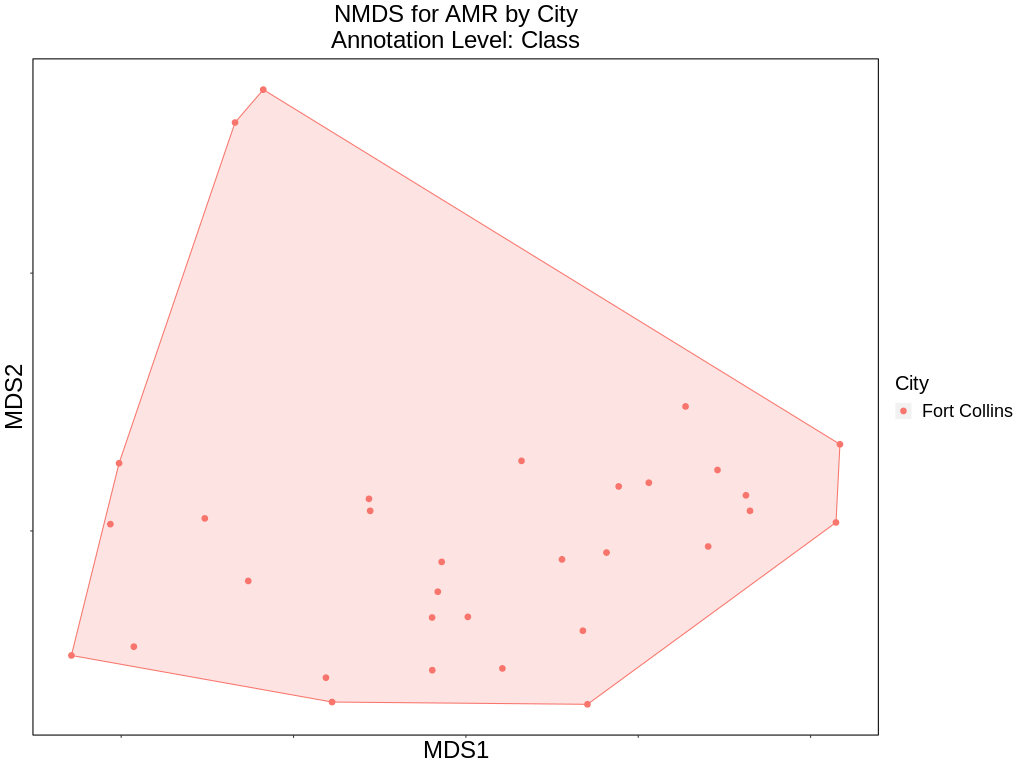 NMDS for AMR by City
Annotation Level: Class
MDS2
City
Fort Collins
MDS1